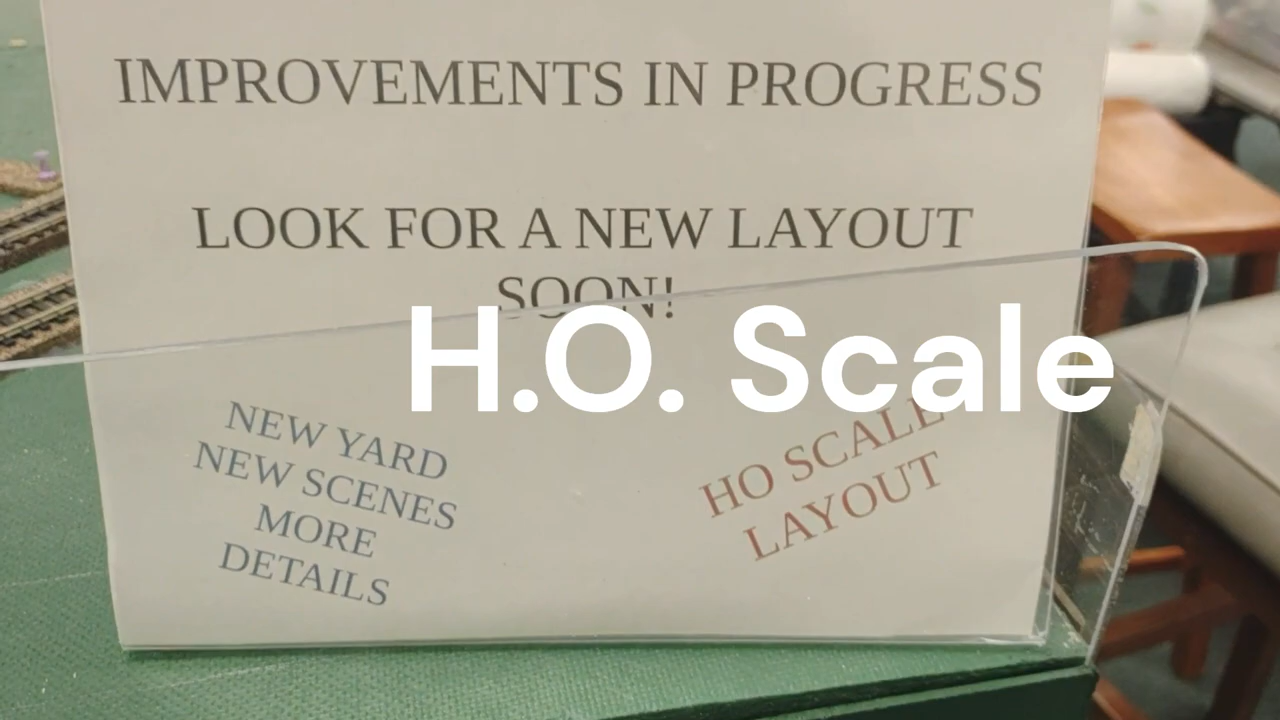 IMPROVEMENTS IN PROGRESS
LOOK FOR A NEW LAYOUT
SOON!
H.O. Scale
NEW YARD
NEW SCENES
MORE
DETAILS
HO SCALE
LAYOUT